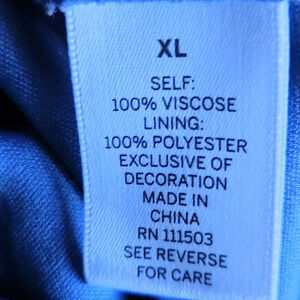 XL
SELF:
100% VISCOSE
LINING:
100% POLYESTER
EXCLUSIVE OF
DECORATION
MADE IN
CHINA
RN 111503
SEE REVERSE
FOR CARE